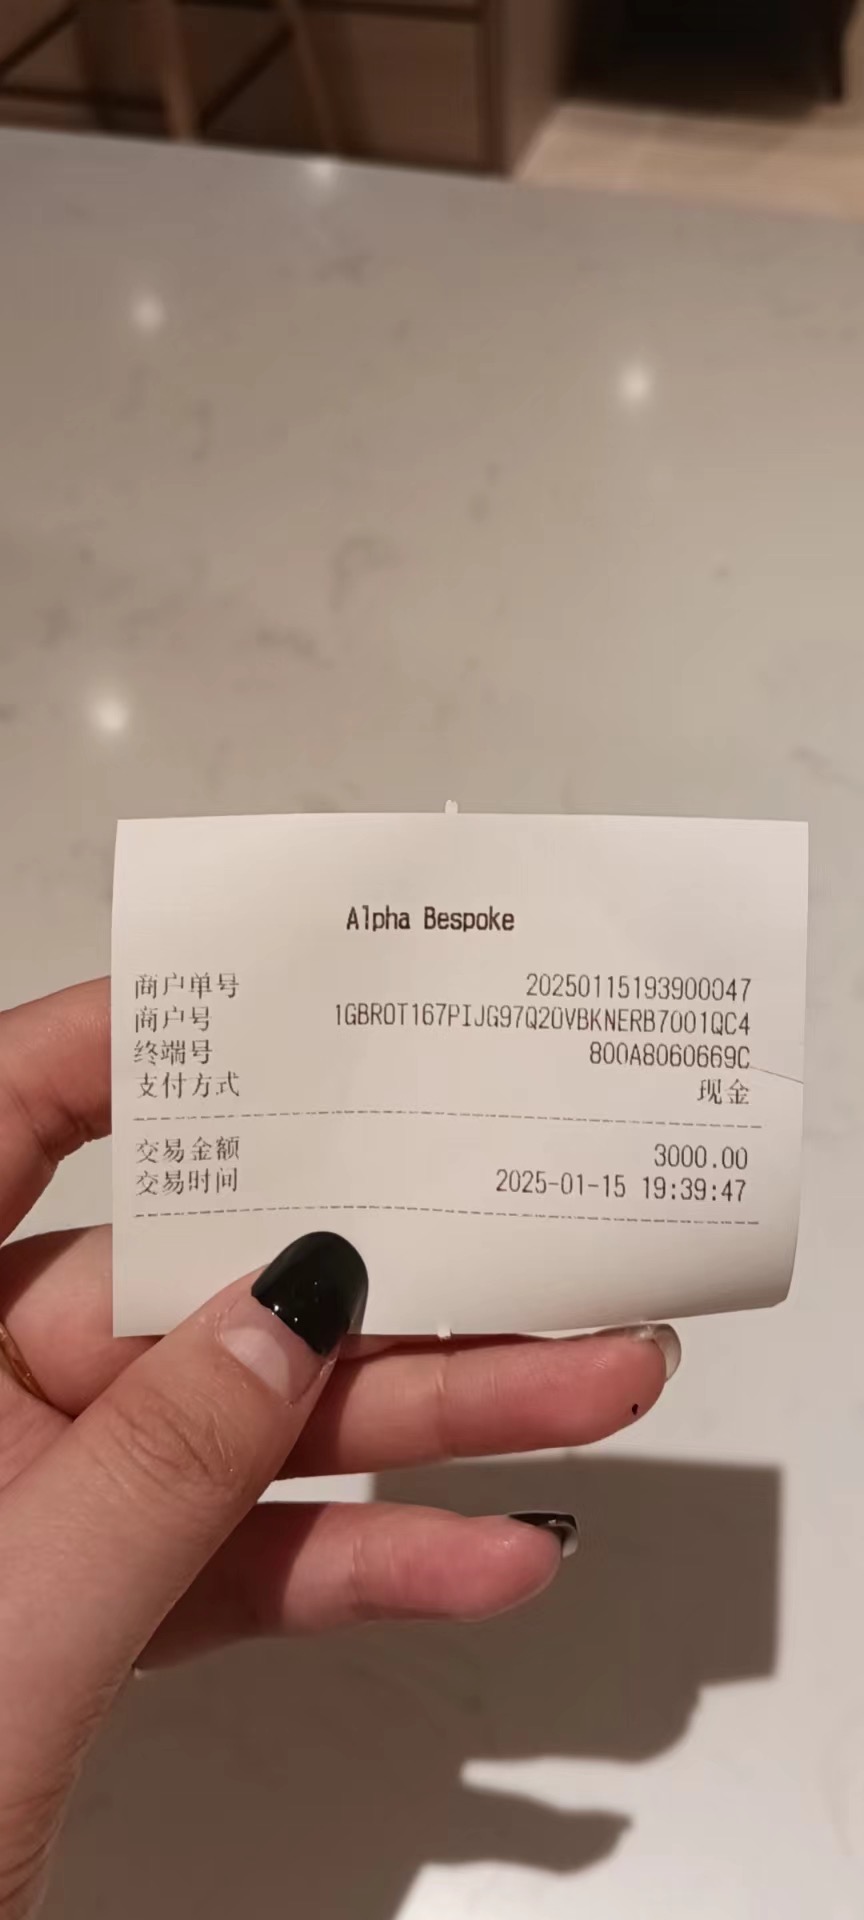 Alpha Bespoke
商户单号 20250115193900047
商户号 1GBR0T167PIJG97Q20VBKNERB7001QC4
终端号 800A8060669C
支付方式 现金
交易金额 3000.00
交易时间 2025-01-15 19:39:47